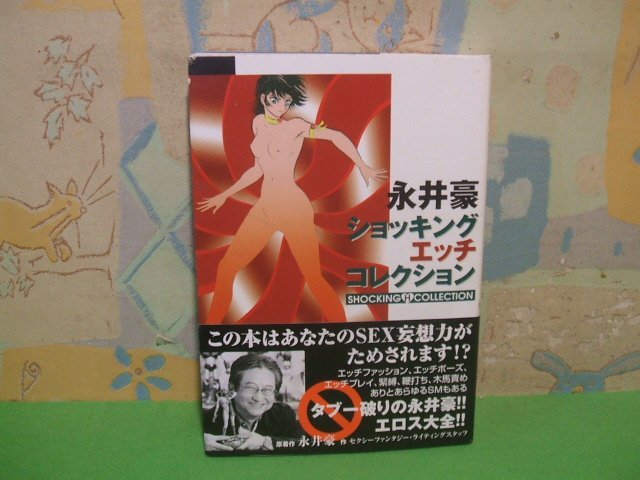 永井豪
ショッキング
エッチ
コレクション
SHOCKING H COLLECTION
この本はあなたのSEX妄想力が
ためされます!?
エッチファッション、エッチポーズ、
エッチプレイ、緊縛、鞭打ち、木馬責め
ありとあらゆるSMもある
タブー破りの永井豪!!
エロス大全!!
原著作 永井豪 作 セクシーファンタジー・ライティングスタッフ